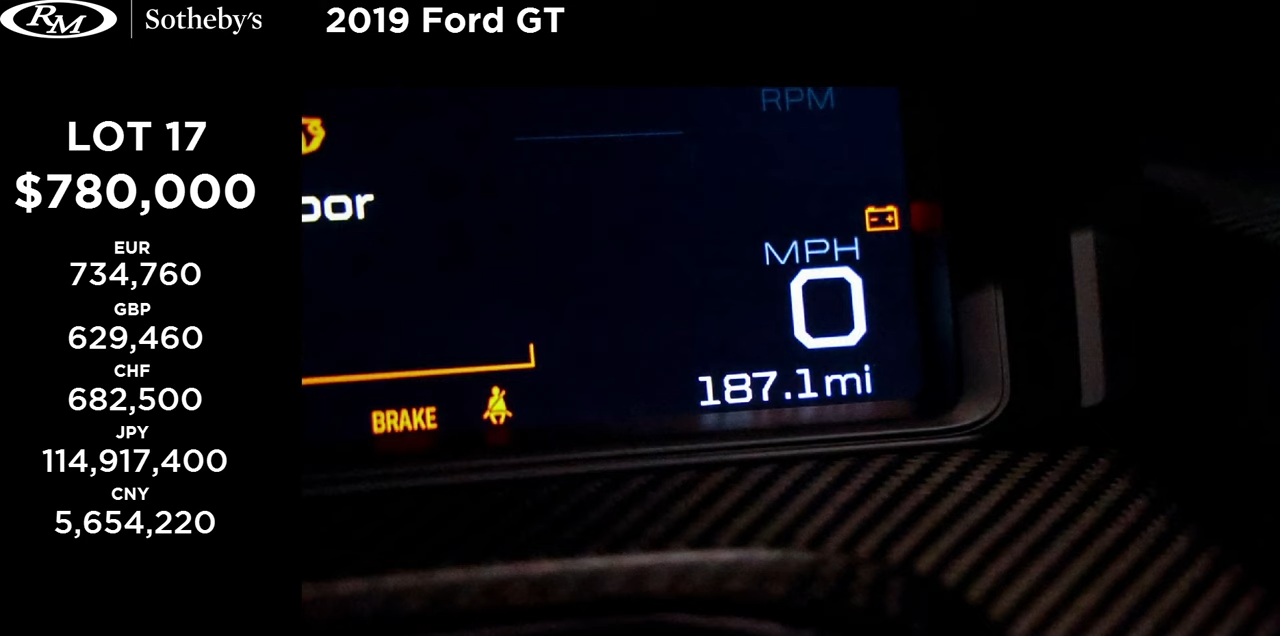 RM Sotheby's
2019 Ford GT
LOT 17
$780,000
EUR
734,760
GBP
629,460
CHF
682,500
JPY
114,917,400
CNY
5,654,220
RPM
oor
MPH
0
187.1mi
BRAKE